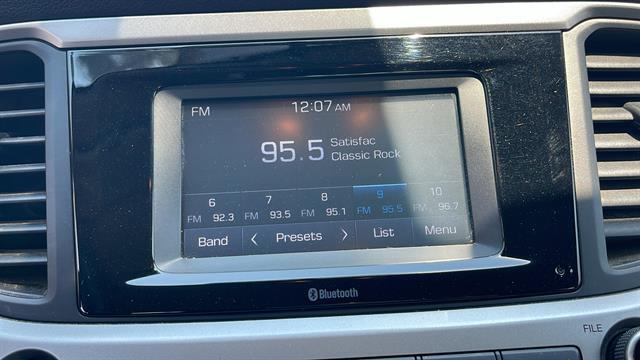 FM 12:07 AM
95.5 Satisfac
Classic Rock
6 7 8 9 10
FM 92.3 FM 93.5 FM 95.1 FM 95.5 FM 96.7
Band < Presets > List Menu
Bluetooth
FILE